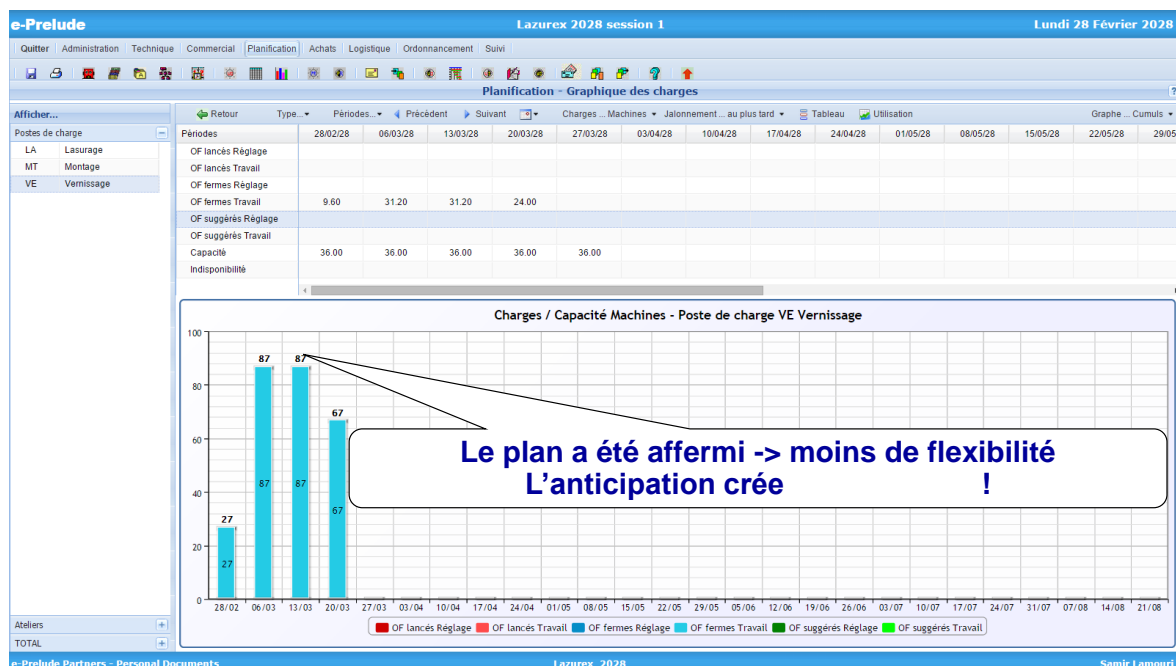 e-Prelude Lazurex 2028 session 1 Lundi 28 Février 2028
Quitter Administration Technique Commercial Planification Achats Logistique Ordonnancement Suivi
Planification - Graphique des charges ?
Afficher...
Retour Type... Périodes... Précédent Suivant Charges ... Machines Jalonnement ... au plus tard Tableau Utilisation Graphe ... Cumuls
Postes de charge
LA Lasurage
MT Montage
VE Vernissage
Périodes 28/02/28 06/03/28 13/03/28 20/03/28 27/03/28 03/04/28 10/04/28 17/04/28 24/04/28 01/05/28 08/05/28 15/05/28 22/05/28 29/05
OF lancés Réglage
OF lancés Travail
OF fermes Réglage
OF fermes Travail 9.60 31.20 31.20 24.00
OF suggérés Réglage
OF suggérés Travail
Capacité 36.00 36.00 36.00 36.00 36.00
Indisponibilité
Charges / Capacité Machines - Poste de charge VE Vernissage
100
80
60
40
20
0
27 87 87 67
27 87 87 67
Le plan a été affermi -> moins de flexibilité
L'anticipation crée !
28/02 06/03 13/03 20/03 27/03 03/04 10/04 17/04 24/04 01/05 08/05 15/05 22/05 29/05 05/06 12/06 19/06 26/06 03/07 10/07 17/07 24/07 31/07 07/08 14/08 21/08
OF lancés Réglage OF lancés Travail OF fermes Réglage OF fermes Travail OF suggérés Réglage OF suggérés Travail
Ateliers
TOTAL
e-Prelude Partners - Personal Documents Lazurex 2028 Samir Lamouri